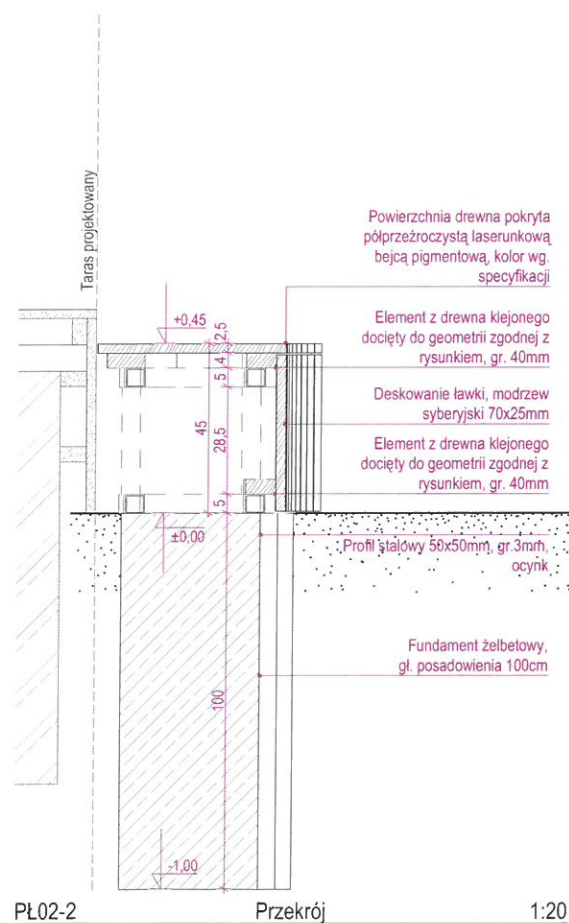 Taras projektowany
Powierzchnia drewna pokryta
półprzeźroczystą laserunkową
bejcą pigmentową, kolor wg.
specyfikacji
+0,45
2,5
Element z drewna klejonego
docięty do geometrii zgodnej z
rysunkiem, gr. 40mm
4
5
Deskowanie ławki, modrzew
syberyjski 70x25mm
45
28,5
Element z drewna klejonego
docięty do geometrii zgodnej z
rysunkiem, gr. 40mm
5
±0,00
Profil stalowy 50x50mm, gr.3mm,
ocynk
Fundament żelbetowy,
gł. posadowienia 100cm
100
-1,00
PŁ02-2 Przekrój 1:20